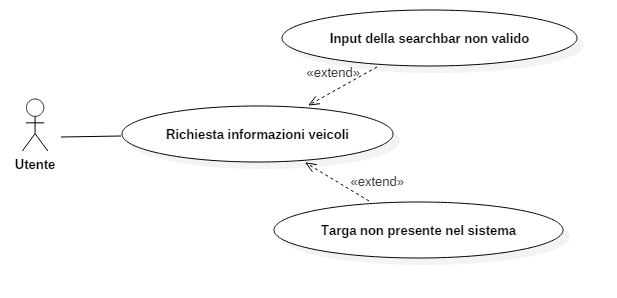 Input della searchbar non valido
«extend»
Richiesta informazioni veicoli
Utente
«extend»
Targa non presente nel sistema